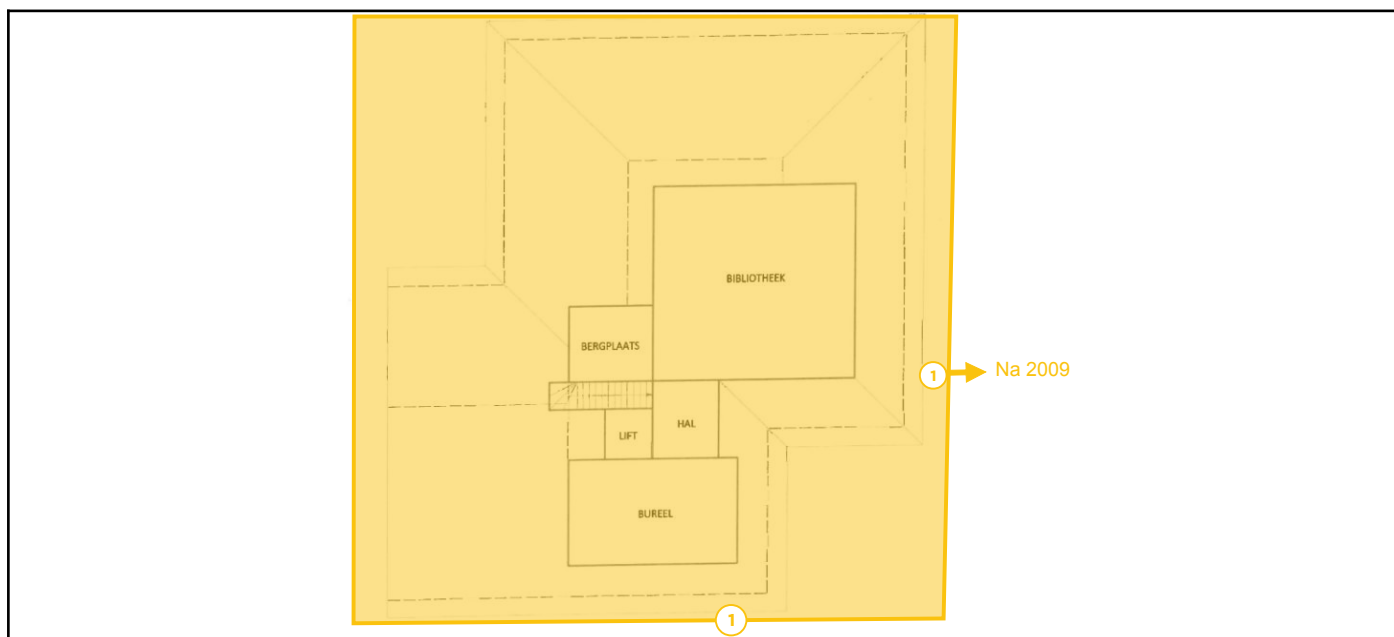 BIBLIOTHEEK
BERGPLAATS
1 Na 2009
HAL
LIFT
BUREEL
1